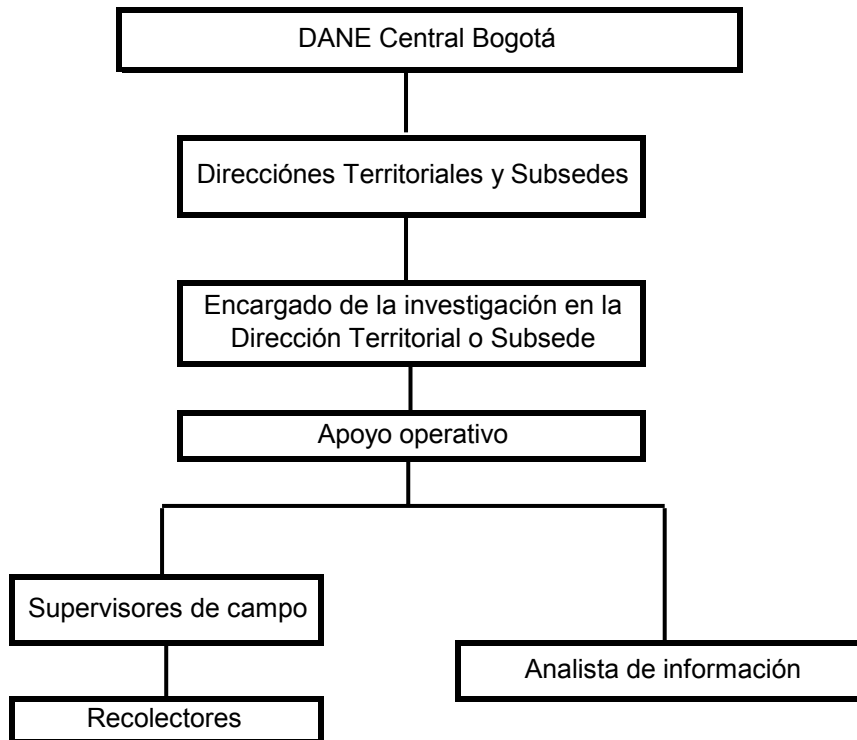 DANE Central Bogotá
Direcciónes Territoriales y Subsedes
Encargado de la investigación en la
Dirección Territorial o Subsede
Apoyo operativo
Supervisores de campo
Analista de información
Recolectores